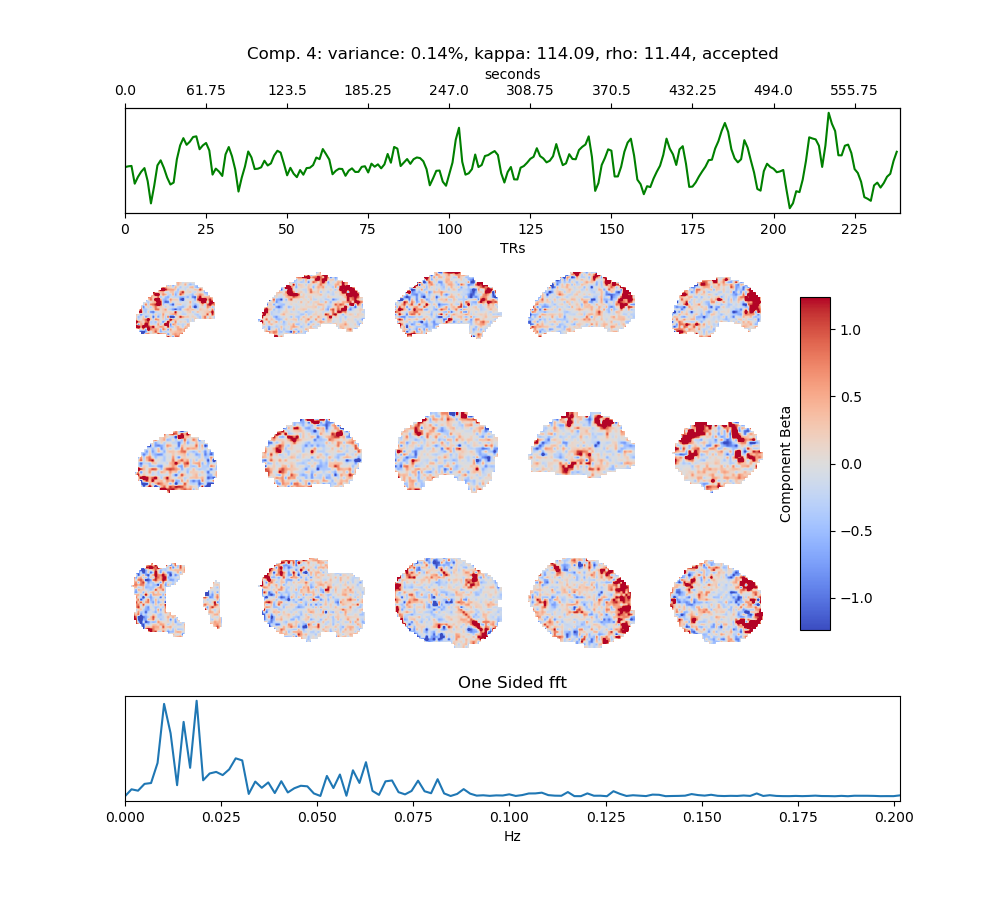 Comp. 4: variance: 0.14%, kappa: 114.09, rho: 11.44, accepted
seconds
0.0 61.75 123.5 185.25 247.0 308.75 370.5 432.25 494.0 555.75
0 25 50 75 100 125 150 175 200 225
TRs
1.0
0.5
0.0
−0.5
−1.0
Component Beta
One Sided fft
0.000 0.025 0.050 0.075 0.100 0.125 0.150 0.175 0.200
Hz